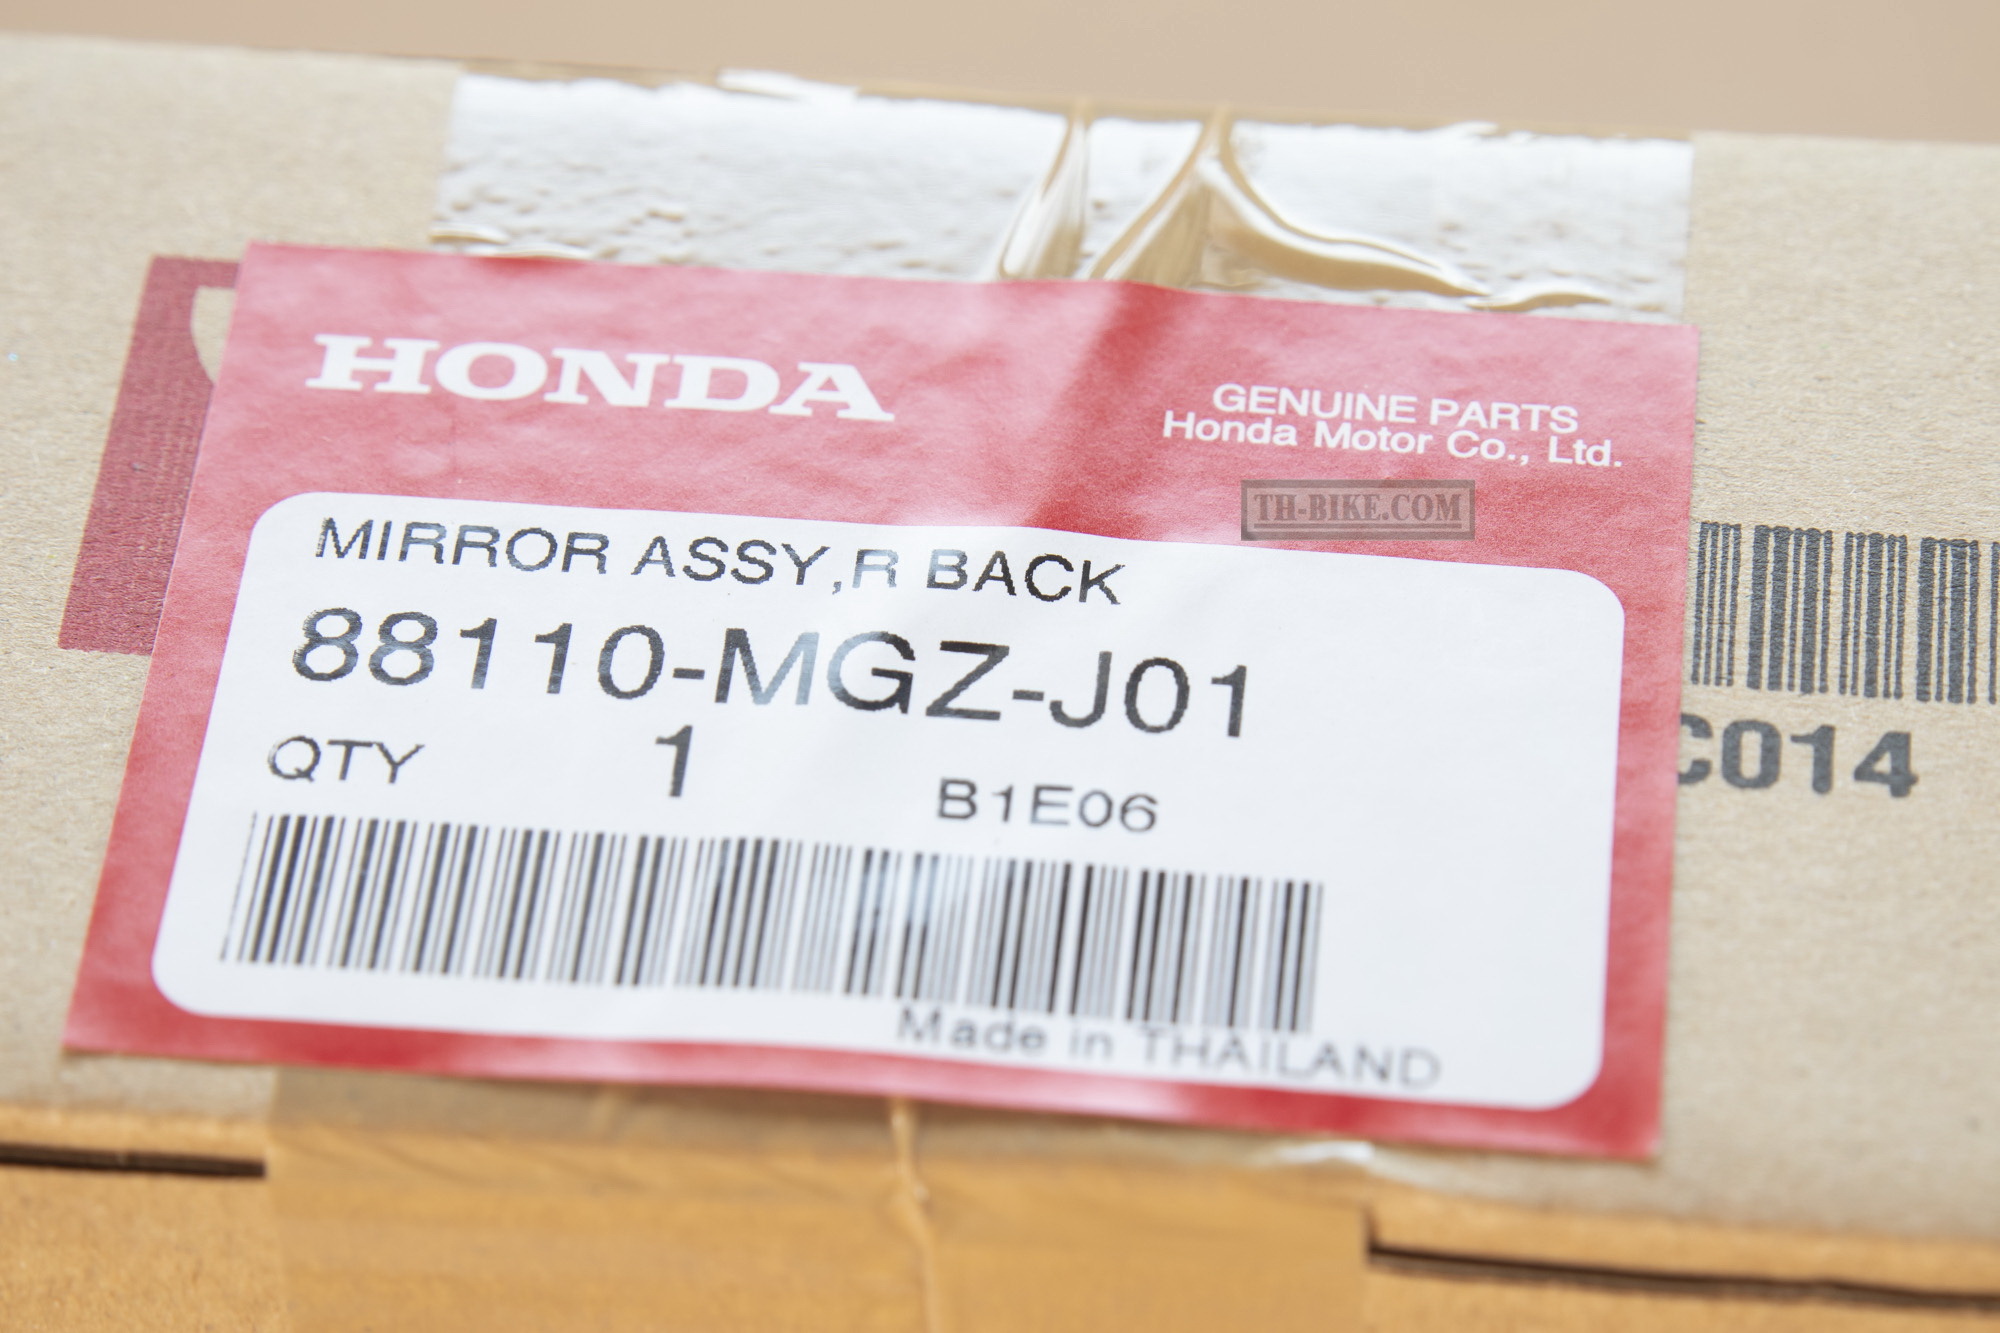 HONDA
GENUINE PARTS
Honda Motor Co., Ltd.
TH-BIKE.COM
MIRROR ASSY,R BACK
88110-MGZ-J01
QTY 1 B1E06
Made in THAILAND
C014